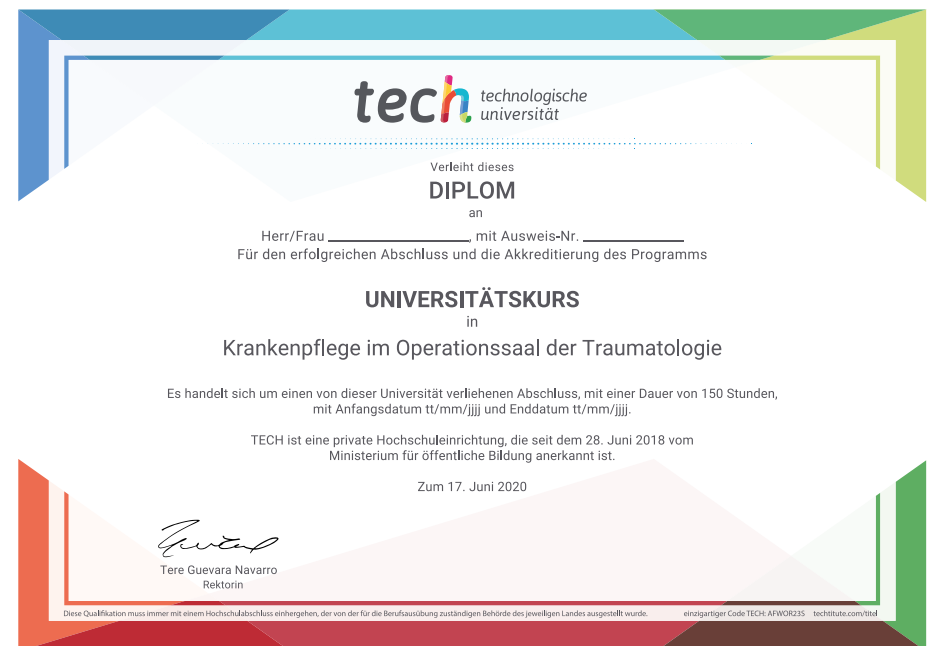 tech technologische
universität
Verleiht dieses
DIPLOM
an
Herr/Frau ____________, mit Ausweis-Nr. ____________
Für den erfolgreichen Abschluss und die Akkreditierung des Programms
UNIVERSITÄTSKURS
in
Krankenpflege im Operationssaal der Traumatologie
Es handelt sich um einen von dieser Universität verliehenen Abschluss, mit einer Dauer von 150 Stunden,
mit Anfangsdatum tt/mm/jjjj und Enddatum tt/mm/jjjj.
TECH ist eine private Hochschuleinrichtung, die seit dem 28. Juni 2018 vom
Ministerium für öffentliche Bildung anerkannt ist.
Zum 17. Juni 2020
Tere Guevara Navarro
Rektorin
Diese Qualifikation muss immer mit einem Hochschulabschluss einhergehen, der von der für die Berufsausübung zuständigen Behörde des jeweiligen Landes ausgestellt wurde. einzigartiger Code TECH: AFWOR23S techtitute.com/titel